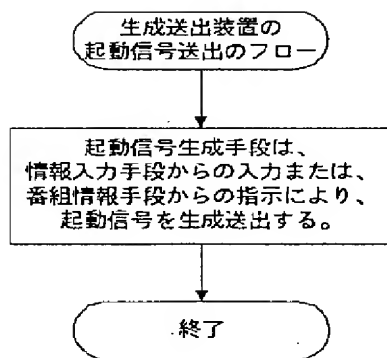 生成送出装置の
起動信号送出のフロー
起動信号生成手段は、
情報入力手段からの入力または、
番組情報手段からの指示により、
起動信号を生成送出する。
終了